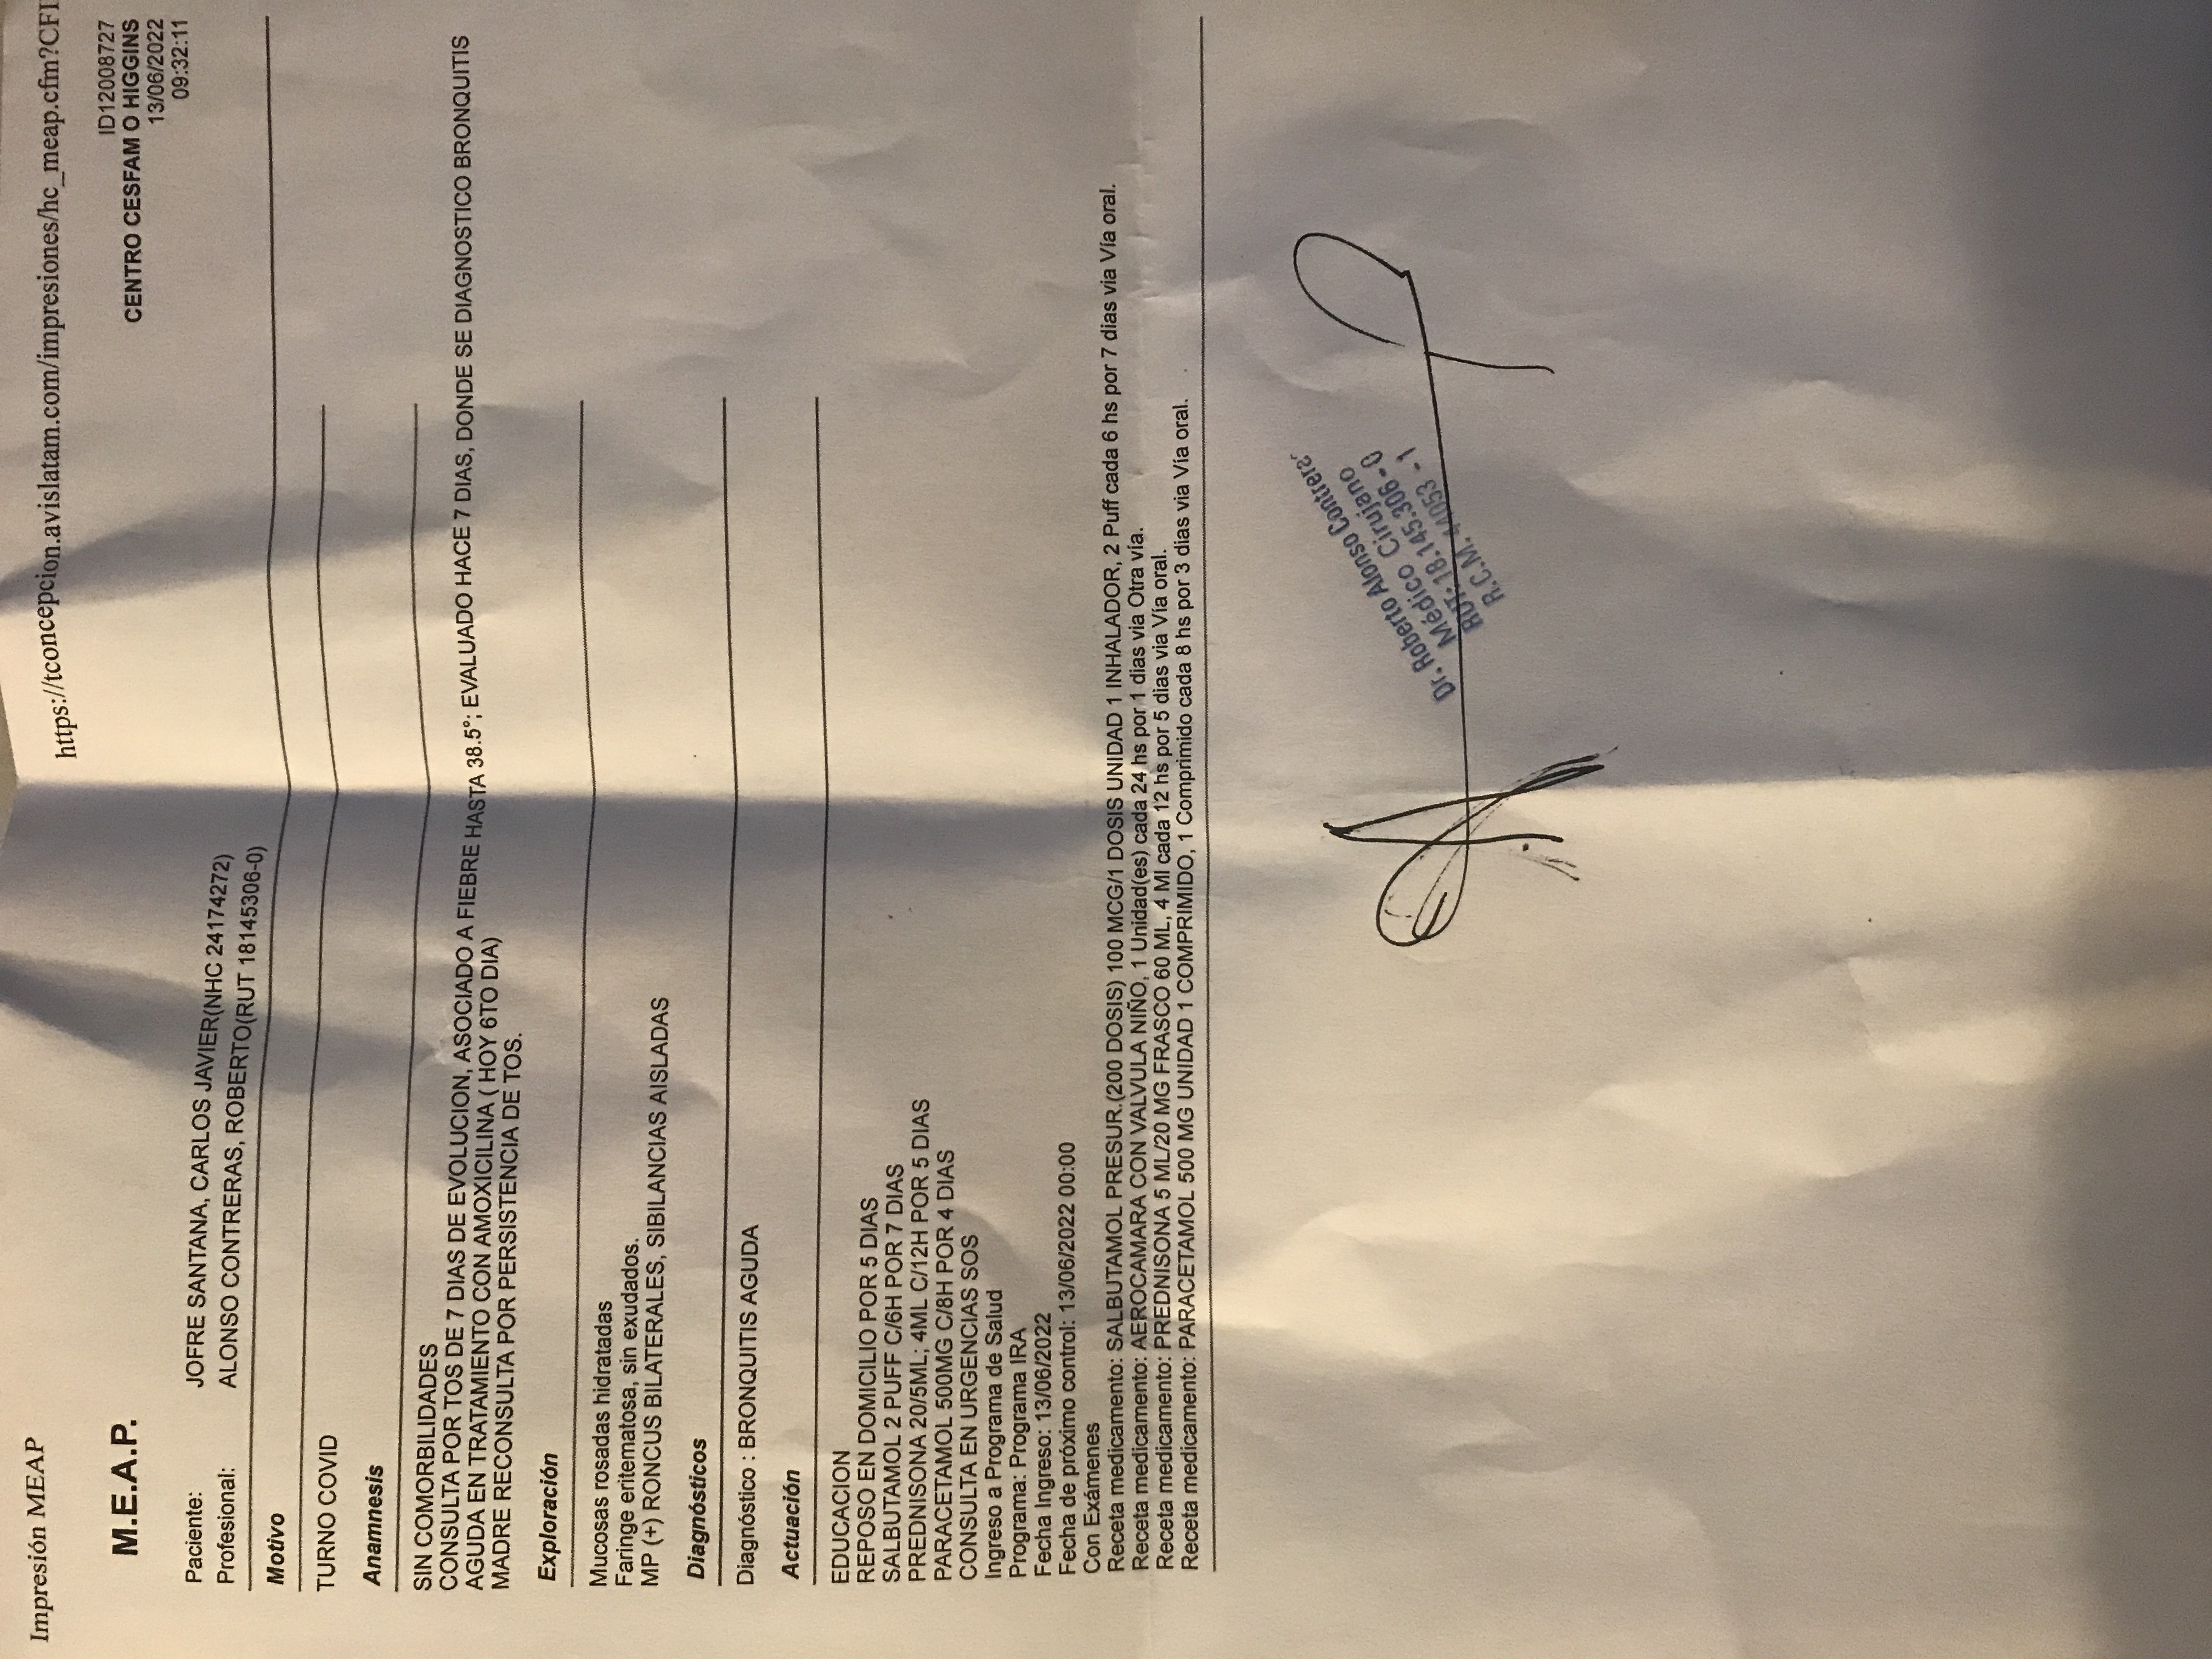 Impresión MEAP
https://tconcepcion.avislatam.com/impresiones/hc_meap.cfm?CFI
M.E.A.P.
ID12008727
CENTRO CESFAM O HIGGINS
13/06/2022
09:32:11
Paciente: JOFRE SANTANA, CARLOS JAVIER(NHC 24174272)
Profesional: ALONSO CONTRERAS, ROBERTO(RUT 18145306-0)
Motivo
TURNO COVID
Anamnesis
SIN COMORBILIDADES
CONSULTA POR TOS DE 7 DIAS DE EVOLUCION, ASOCIADO A FIEBRE HASTA 38.5°; EVALUADO HACE 7 DIAS, DONDE SE DIAGNOSTICO BRONQUITIS
AGUDA EN TRATAMIENTO CON AMOXICILINA ( HOY 6TO DIA)
MADRE RECONSULTA POR PERSISTENCIA DE TOS.
Exploración
Mucosas rosadas hidratadas
Faringe eritematosa, sin exudados.
MP (+) RONCUS BILATERALES, SIBILANCIAS AISLADAS
Diagnósticos
Diagnóstico : BRONQUITIS AGUDA
Actuación
EDUCACION
REPOSO EN DOMICILIO POR 5 DIAS
SALBUTAMOL 2 PUFF C/6H POR 7 DIAS
PREDNISONA 20/5ML; 4ML C/12H POR 5 DIAS
PARACETAMOL 500MG C/8H POR 4 DIAS
CONSULTA EN URGENCIAS SOS
Ingreso a Programa de Salud
Programa: Programa IRA
Fecha Ingreso: 13/06/2022
Fecha de próximo control: 13/06/2022 00:00
Con Exámenes
Receta medicamento: SALBUTAMOL PRESUR.(200 DOSIS) 100 MCG/1 DOSIS UNIDAD 1 INHALADOR, 2 Puff cada 6 hs por 7 dias via Vía oral.
Receta medicamento: AEROCAMARA CON VALVULA NIÑO, 1 Unidad(es) cada 24 hs por 1 dias via Otra vía.
Receta medicamento: PREDNISONA 5 ML/20 MG FRASCO 60 ML, 4 Ml cada 12 hs por 5 dias via Vía oral.
Receta medicamento: PARACETAMOL 500 MG UNIDAD 1 COMPRIMIDO, 1 Comprimido cada 8 hs por 3 dias via Vía oral.
Dr. Roberto Alonso Contreras
Médico Cirujano
RUT: 18.145.306 - 0
R.C.M. 44053 - 1